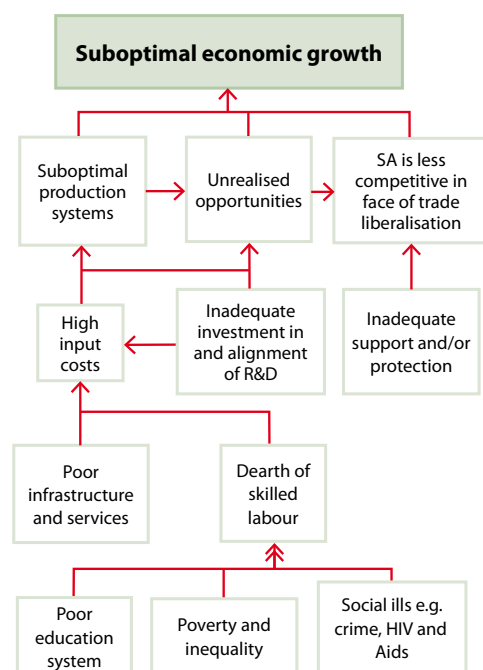 Suboptimal economic growth
Suboptimal
production
systems
Unrealised
opportunities
SA is less
competitive in
face of trade
liberalisation
High
input
costs
Inadequate
investment in
and alignment
of R&D
Inadequate
support and/or
protection
Poor
infrastructure
and services
Dearth of
skilled
labour
Poor
education
system
Poverty and
inequality
Social ills e.g.
crime, HIV and
Aids